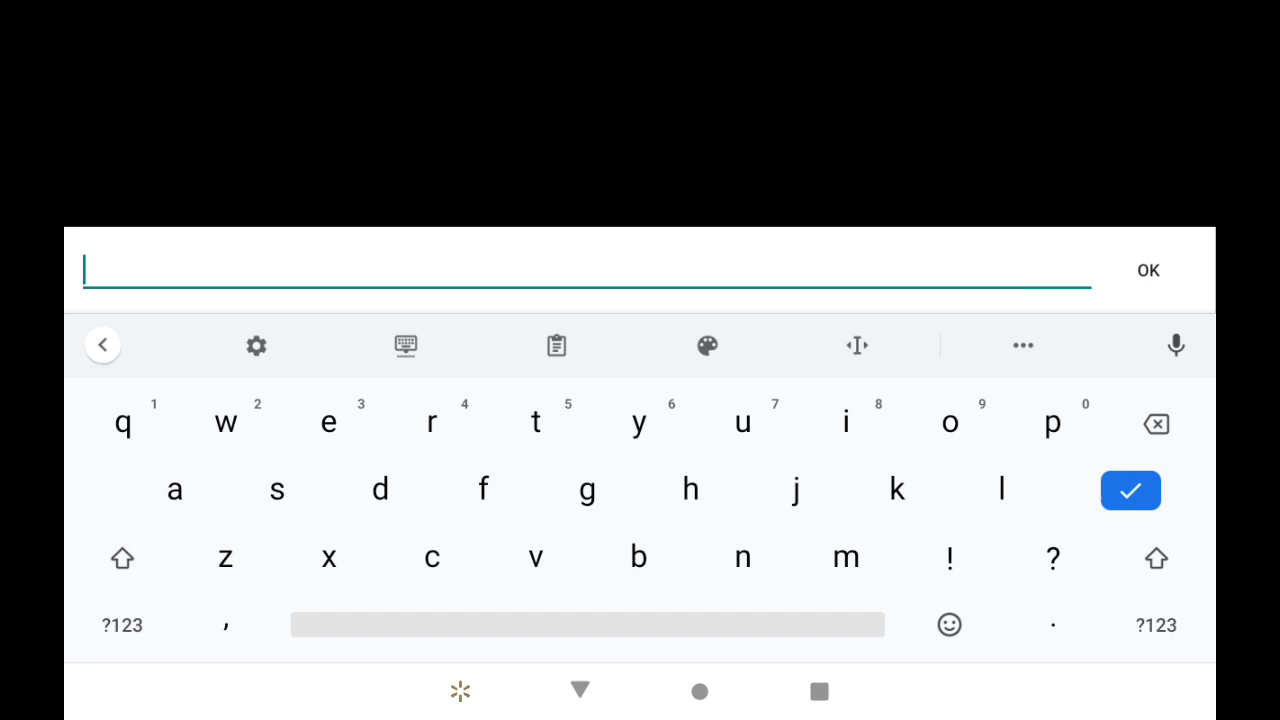 OK
1 2 3 4 5 6 7 8 9 0
q w e r t y u i o p
a s d f g h j k l
z x c v b n m ! ?
?123 , . ?123